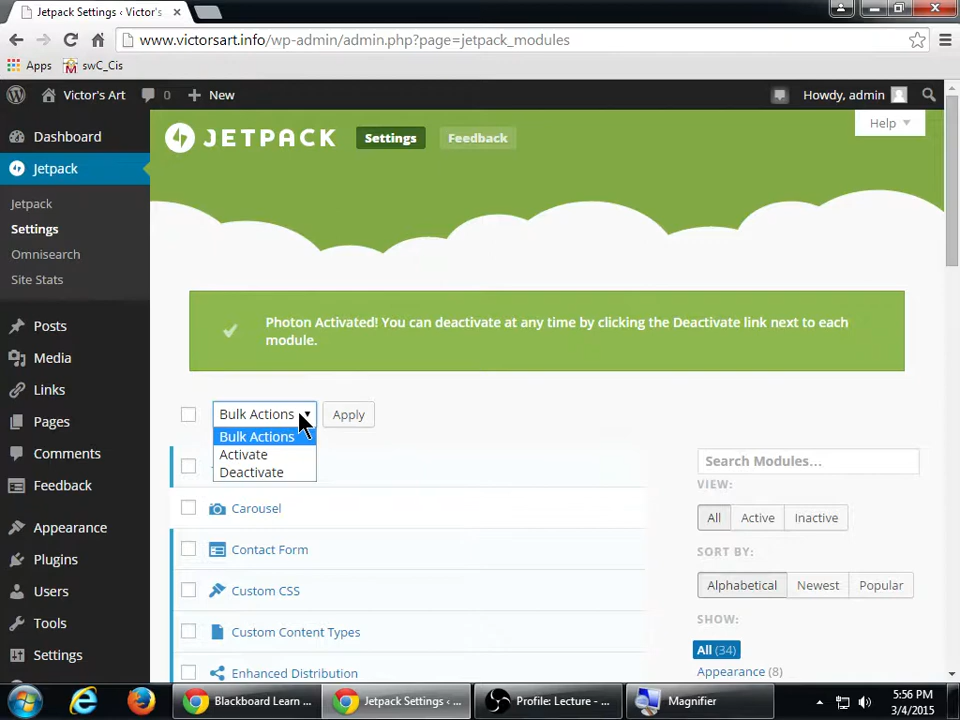 Jetpack Settings ‹ Victor's
www.victorsart.info/wp-admin/admin.php?page=jetpack_modules
Apps
swC_Cis
Victor's Art
0
New
Howdy, admin
Dashboard
Jetpack
Jetpack
Settings
Omnisearch
Site Stats
Posts
Media
Links
Pages
Comments
Feedback
Appearance
Plugins
Users
Tools
Settings
JETPACK
Settings
Feedback
Help
Photon Activated! You can deactivate at any time by clicking the Deactivate link next to each
module.
Bulk Actions
Apply
Bulk Actions
Activate
Deactivate
Carousel
Contact Form
Custom CSS
Custom Content Types
Enhanced Distribution
Search Modules...
VIEW:
All
Active
Inactive
SORT BY:
Alphabetical
Newest
Popular
SHOW:
All (34)
Appearance (8)
Blackboard Learn ...
Jetpack Settings ‹ ...
Profile: Lecture - ...
Magnifier
5:56 PM
3/4/2015